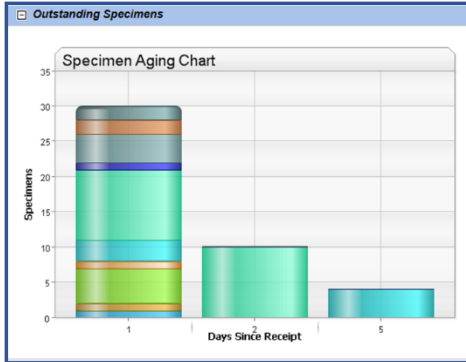 Outstanding Specimens
Specimen Aging Chart
35
30
25
20
15
10
5
0
Specimens
1
2
5
Days Since Receipt